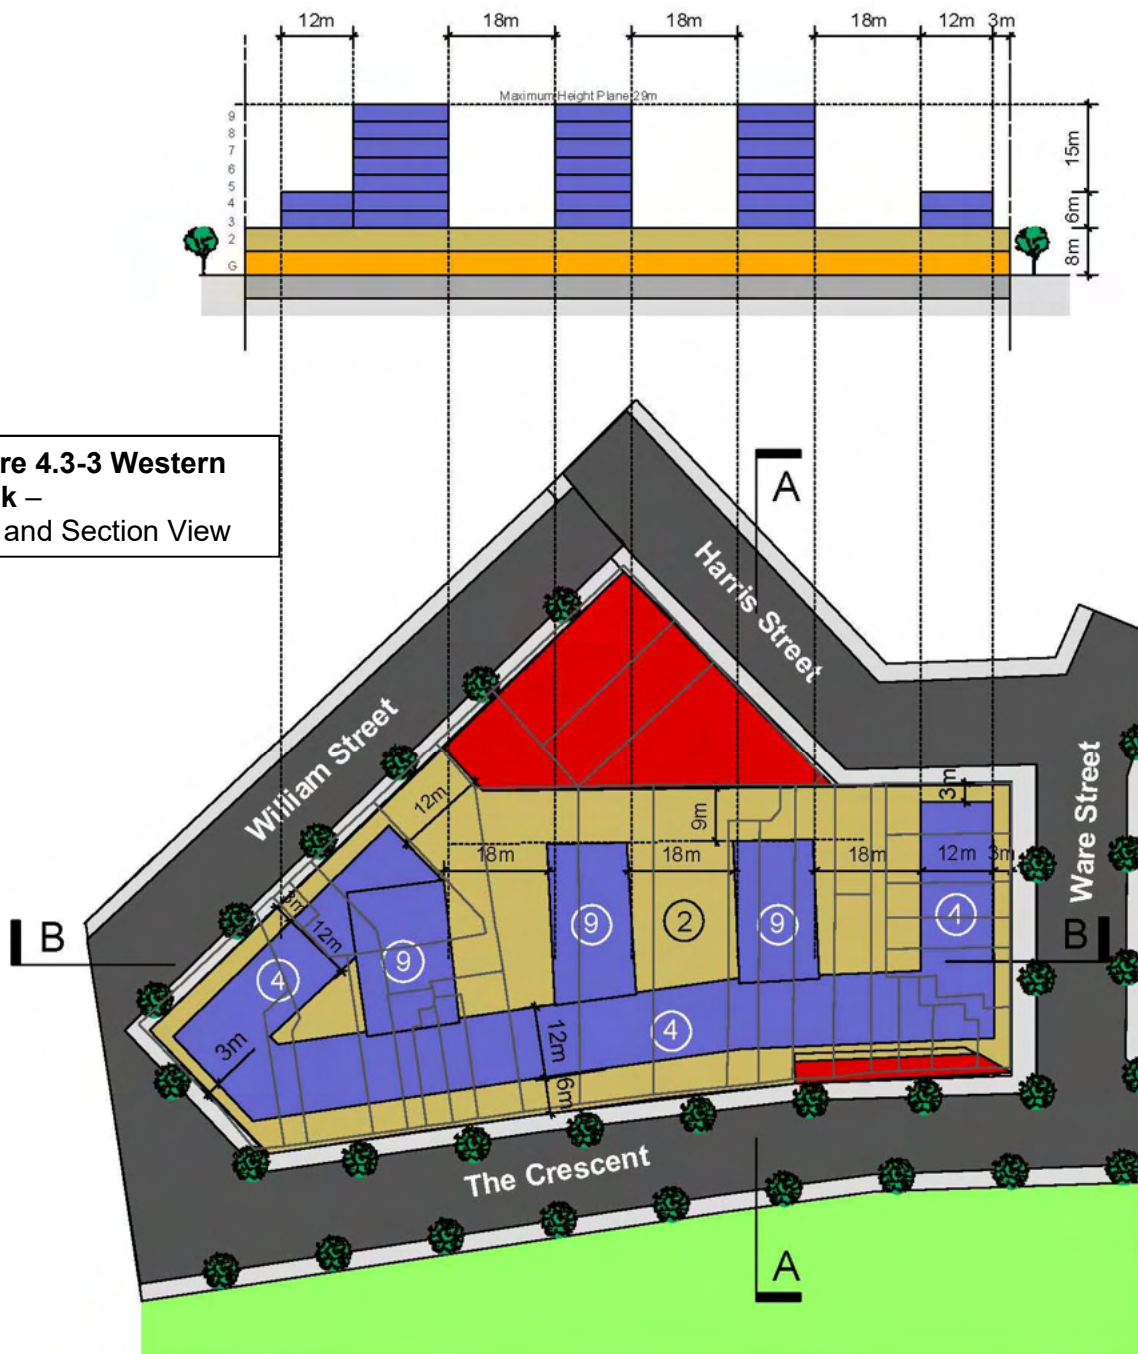 12m 18m 18m 18m 12m 3m
Maximum Height Plane 29m
9
8
7
6
5
4
3
2
G
15m
6m
8m
re 4.3-3 Western
k –
and Section View
A
Harris Street
William Street
Ware Street
12m
3m
9m
18m 18m 18m 12m 3m
3m
12m
B
4
9
9
2
9
4
B
3m
4
12m
6m
The Crescent
A